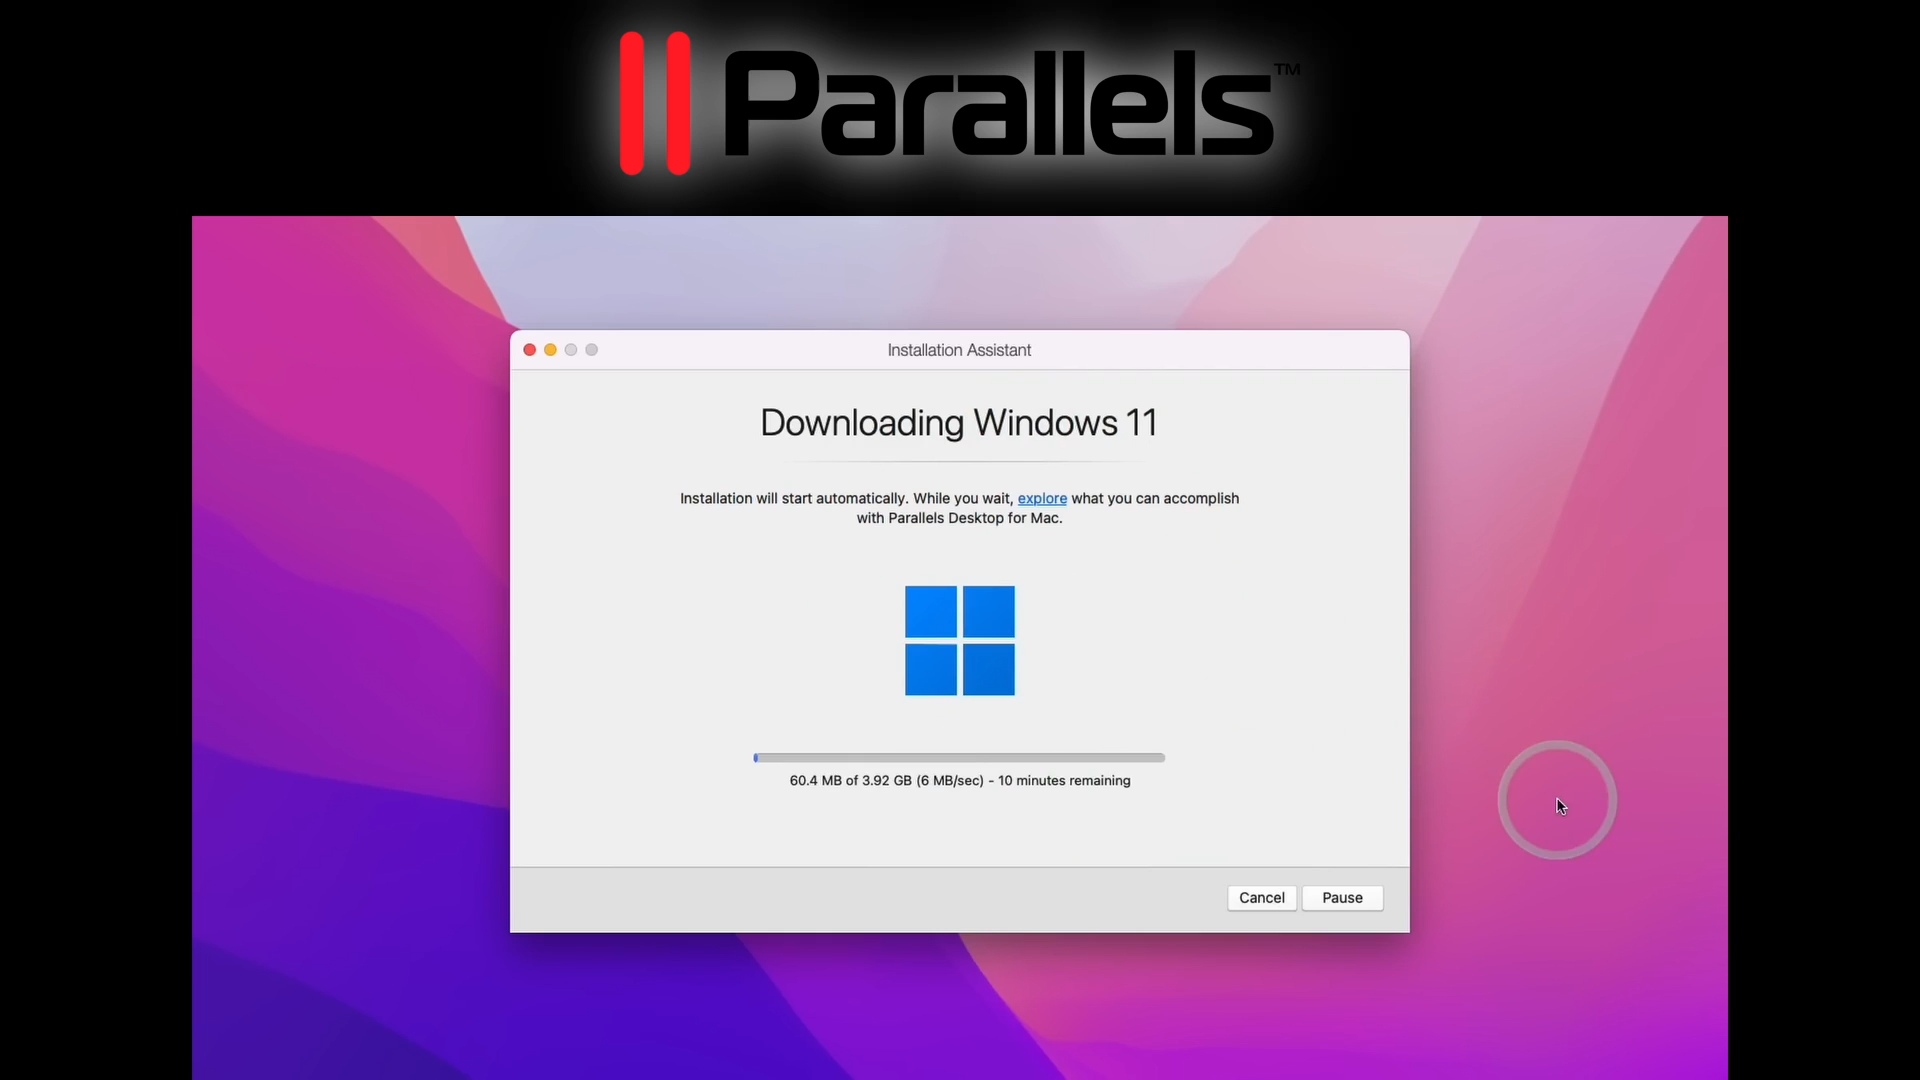 Parallels™
Installation Assistant
Downloading Windows 11
Installation will start automatically. While you wait, explore what you can accomplish
with Parallels Desktop for Mac.
60.4 MB of 3.92 GB (6 MB/sec) - 10 minutes remaining
Cancel Pause